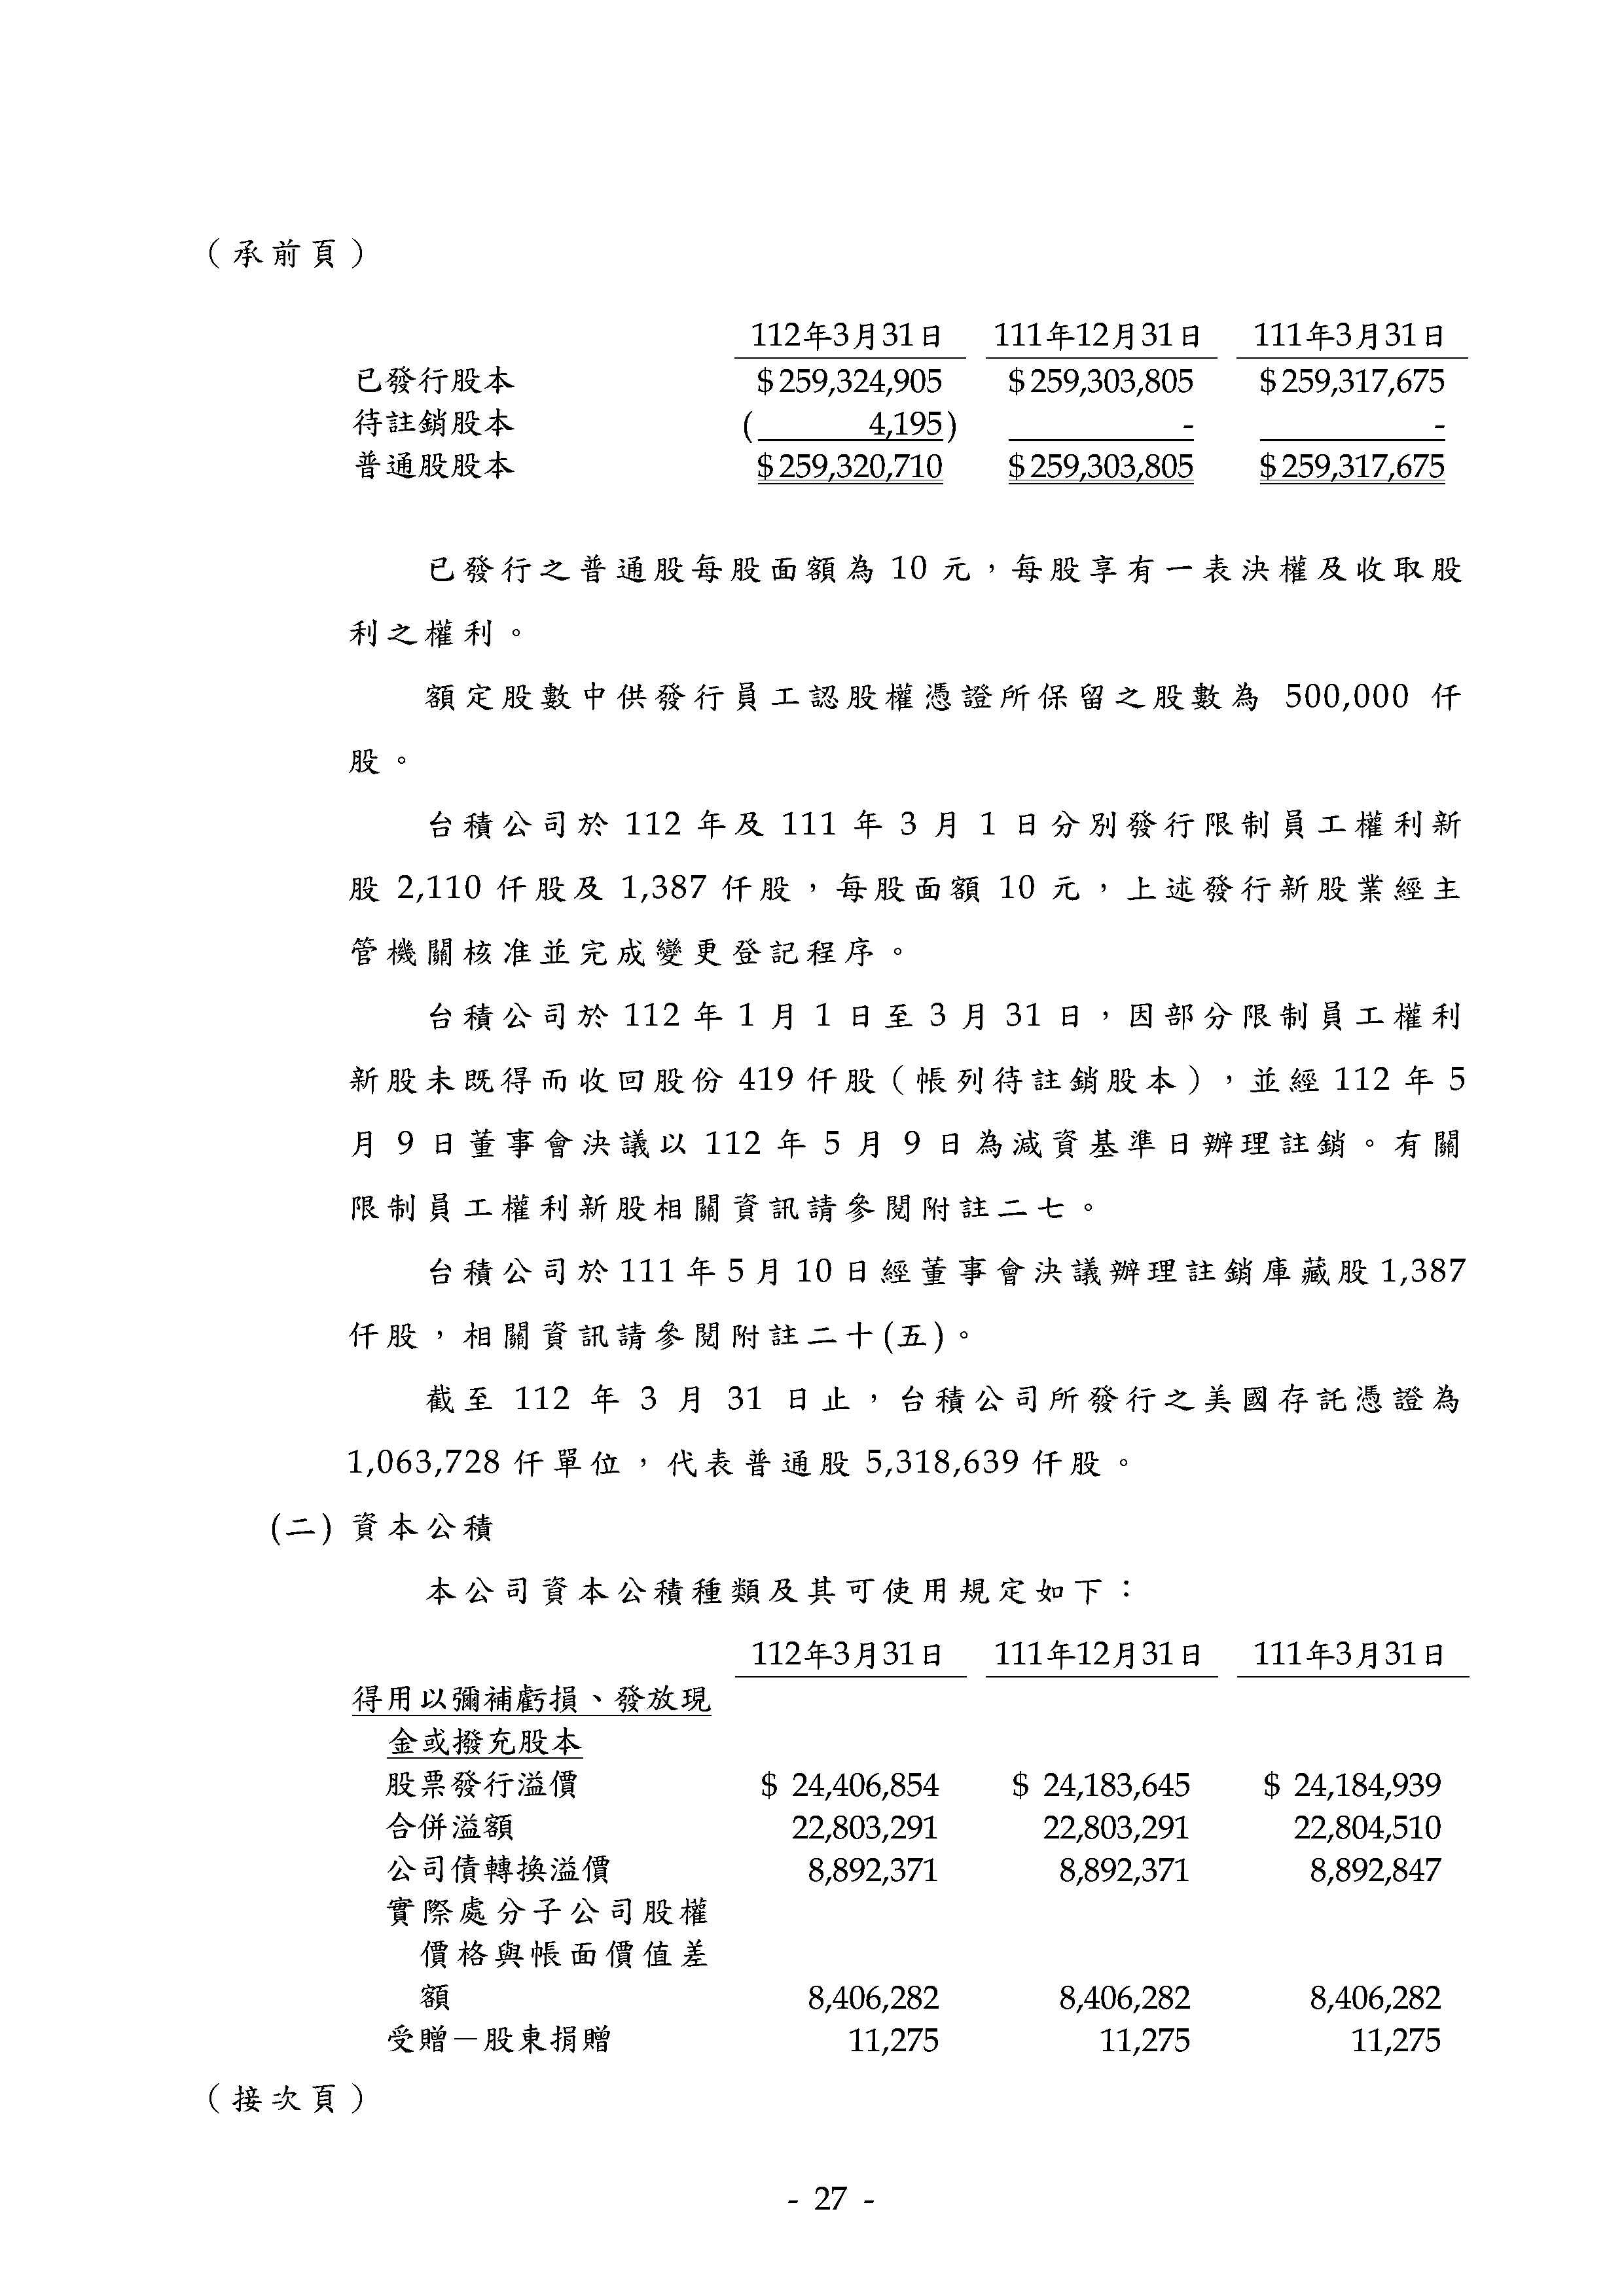 （承前頁）
112年3月31日 111年12月31日 111年3月31日
已發行股本 $259,324,905 $259,303,805 $259,317,675
待註銷股本 ( 4,195) - -
普通股股本 $259,320,710 $259,303,805 $259,317,675
已發行之普通股每股面額為 10 元，每股享有一表決權及收取股
利之權利。
額定股數中供發行員工認股權憑證所保留之股數為 500,000 仟
股。
台積公司於 112 年及 111 年 3 月 1 日分別發行限制員工權利新
股 2,110 仟股及 1,387 仟股，每股面額 10 元，上述發行新股業經主
管機關核准並完成變更登記程序。
台積公司於 112 年 1 月 1 日至 3 月 31 日，因部分限制員工權利
新股未既得而收回股份 419 仟股（帳列待註銷股本），並經 112 年 5
月 9 日董事會決議以 112 年 5 月 9 日為減資基準日辦理註銷。有關
限制員工權利新股相關資訊請參閱附註二七。
台積公司於 111 年 5 月 10 日經董事會決議辦理註銷庫藏股 1,387
仟股，相關資訊請參閱附註二十(五)。
截至 112 年 3 月 31 日止，台積公司所發行之美國存託憑證為
1,063,728 仟單位，代表普通股 5,318,639 仟股。
(二) 資本公積
本公司資本公積種類及其可使用規定如下：
112年3月31日 111年12月31日 111年3月31日
得用以彌補虧損、發放現
金或撥充股本
股票發行溢價 $ 24,406,854 $ 24,183,645 $ 24,184,939
合併溢額 22,803,291 22,803,291 22,804,510
公司債轉換溢價 8,892,371 8,892,371 8,892,847
實際處分子公司股權
價格與帳面價值差
額 8,406,282 8,406,282 8,406,282
受贈－股東捐贈 11,275 11,275 11,275
（接次頁）
- 27 -